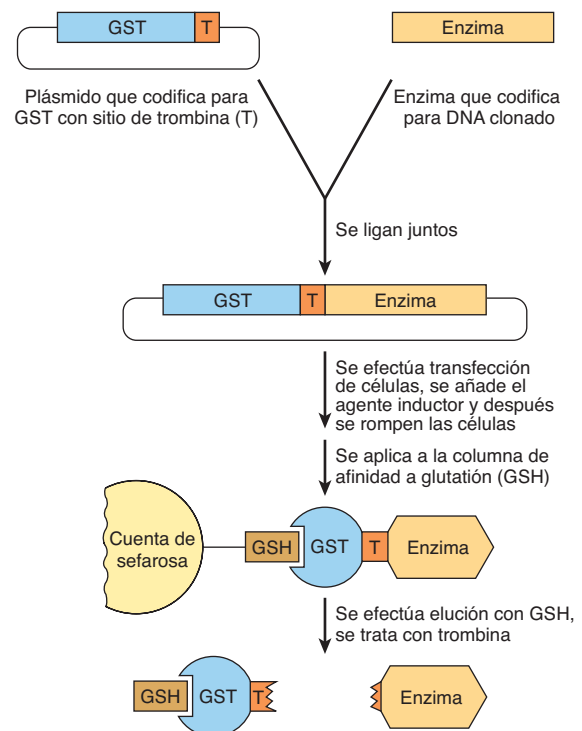 GST T
Enzima
Plásmido que codifica para
GST con sitio de trombina (T)
Enzima que codifica
para DNA clonado
Se ligan juntos
GST T Enzima
Se efectúa transfección
de células, se añade el
agente inductor y después
se rompen las células
Se aplica a la columna de
afinidad a glutatión (GSH)
Cuenta de
sefarosa
GSH GST T Enzima
Se efectúa elución con GSH,
se trata con trombina
GSH GST T Enzima